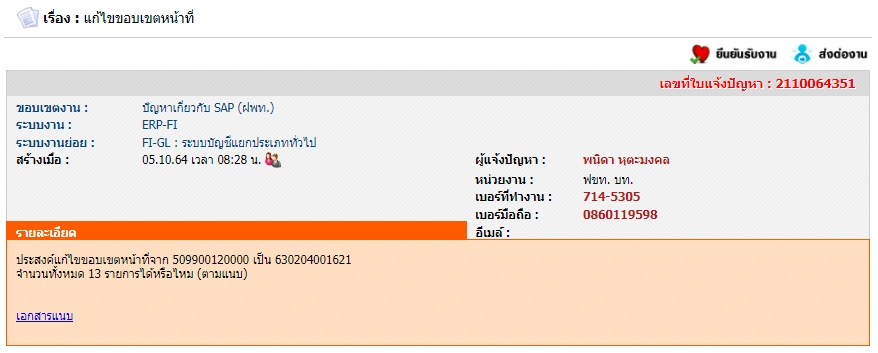 เรื่อง : แก้ไขขอบเขตหน้าที่
ยืนยันรับงาน ส่งต่องาน
เลขที่ใบแจ้งปัญหา : 2110064351
ขอบเขตงาน : ปัญหาเกี่ยวกับ SAP (ฝพท.)
ระบบงาน : ERP-FI
ระบบงานย่อย : FI-GL : ระบบบัญชีแยกประเภททั่วไป
สร้างเมื่อ : 05.10.64 เวลา 08:28 น.
ผู้แจ้งปัญหา : พนิดา หุตะมงคล
หน่วยงาน : ฟขท. บท.
เบอร์ที่ทำงาน : 714-5305
เบอร์มือถือ : 0860119598
อีเมล์ :
รายละเอียด
ประสงค์แก้ไขขอบเขตหน้าที่จาก 509900120000 เป็น 630204001621
จำนวนทั้งหมด 13 รายการได้หรือไหม (ตามแนบ)
เอกสารแนบ